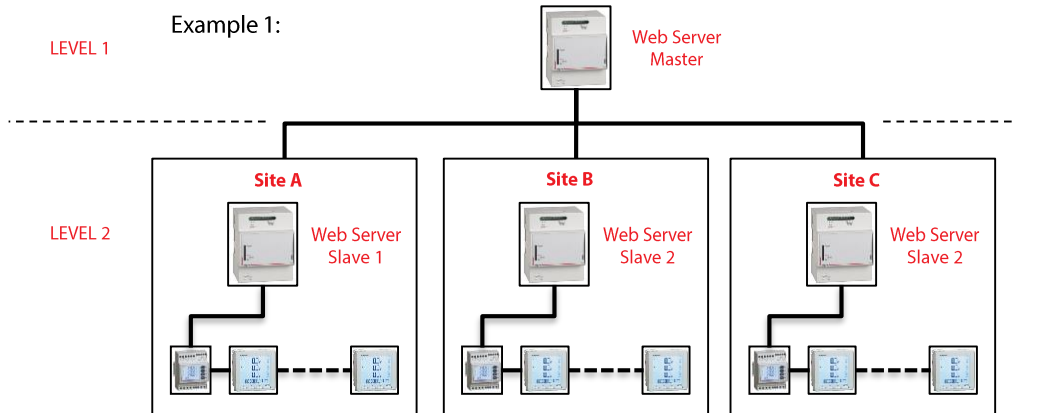 Example 1:
LEVEL 1
Web Server
Master
Site A
Site B
Site C
LEVEL 2
Web Server
Slave 1
Web Server
Slave 2
Web Server
Slave 2